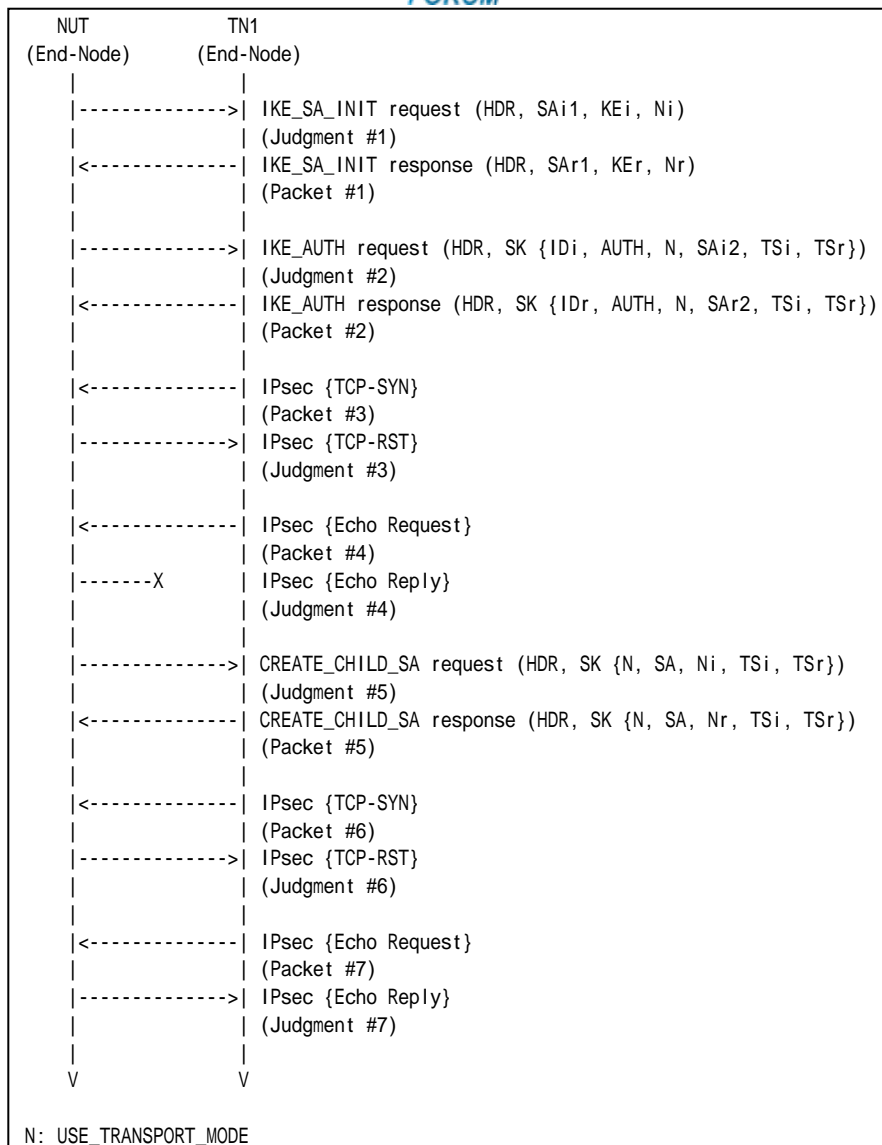 FORUM
NUT TN1
(End-Node) (End-Node)
| |
|-------------->| IKE_SA_INIT request (HDR, SAi1, KEi, Ni)
| | (Judgment #1)
|<--------------| IKE_SA_INIT response (HDR, SAr1, KEr, Nr)
| | (Packet #1)
| |
|-------------->| IKE_AUTH request (HDR, SK {IDi, AUTH, N, SAi2, TSi, TSr})
| | (Judgment #2)
|<--------------| IKE_AUTH response (HDR, SK {IDr, AUTH, N, SAr2, TSi, TSr})
| | (Packet #2)
| |
|<--------------| IPsec {TCP-SYN}
| | (Packet #3)
|-------------->| IPsec {TCP-RST}
| | (Judgment #3)
| |
|<--------------| IPsec {Echo Request}
| | (Packet #4)
|-------X | IPsec {Echo Reply}
| | (Judgment #4)
| |
|-------------->| CREATE_CHILD_SA request (HDR, SK {N, SA, Ni, TSi, TSr})
| | (Judgment #5)
|<--------------| CREATE_CHILD_SA response (HDR, SK {N, SA, Nr, TSi, TSr})
| | (Packet #5)
| |
|<--------------| IPsec {TCP-SYN}
| | (Packet #6)
|-------------->| IPsec {TCP-RST}
| | (Judgment #6)
| |
|<--------------| IPsec {Echo Request}
| | (Packet #7)
|-------------->| IPsec {Echo Reply}
| | (Judgment #7)
| |
V V
N: USE_TRANSPORT_MODE